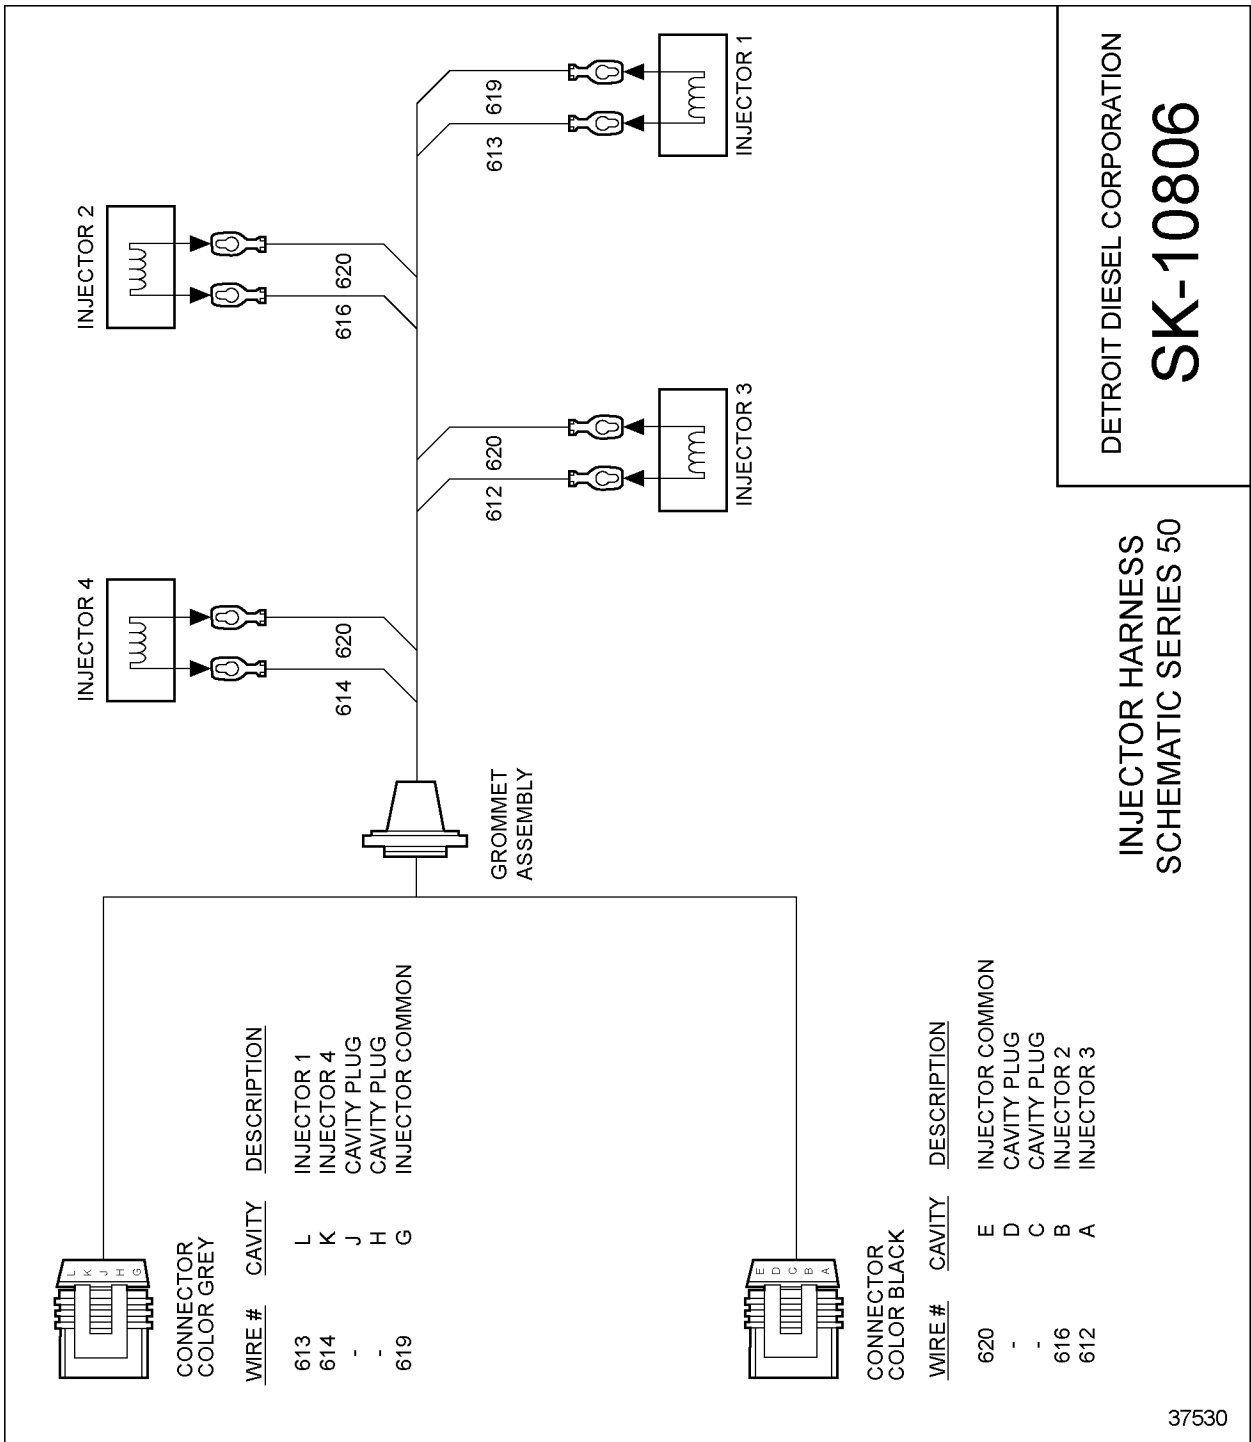 INJECTOR 4
INJECTOR 2
614
620
616
620
612
620
613
619
INJECTOR 3
INJECTOR 1
GROMMET
ASSEMBLY
L
K
J
H
G
CONNECTOR
COLOR GREY
WIRE # CAVITY DESCRIPTION
613 L INJECTOR 1
614 K INJECTOR 4
- J CAVITY PLUG
- H CAVITY PLUG
619 G INJECTOR COMMON
E
D
C
B
A
CONNECTOR
COLOR BLACK
WIRE # CAVITY DESCRIPTION
620 E INJECTOR COMMON
- D CAVITY PLUG
- C CAVITY PLUG
616 B INJECTOR 2
612 A INJECTOR 3
INJECTOR HARNESS
SCHEMATIC SERIES 50
DETROIT DIESEL CORPORATION
SK-10806
37530